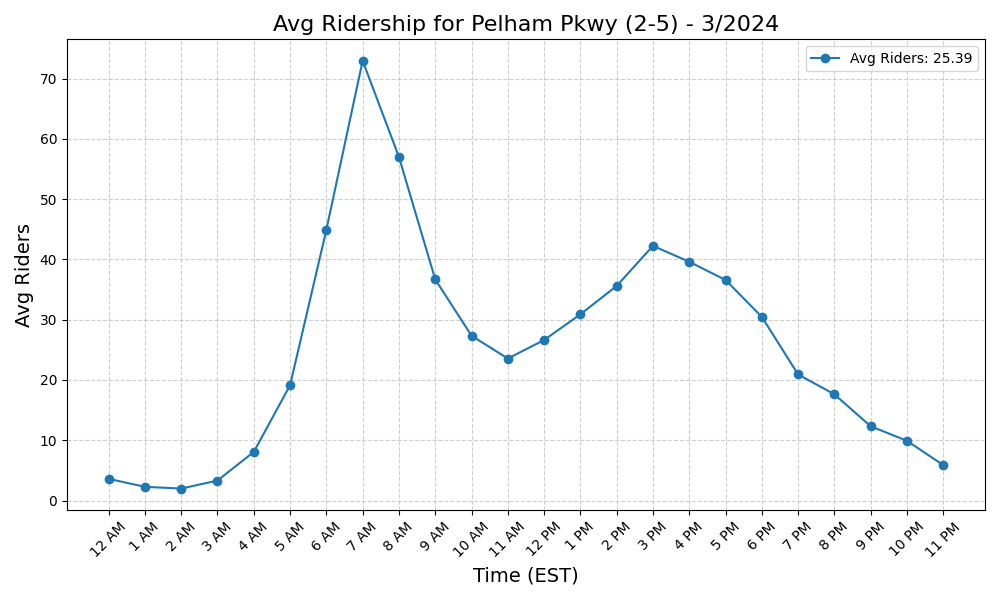 Avg Ridership for Pelham Pkwy (2-5) - 3/2024
Avg Riders: 25.39
Avg Riders
70
60
50
40
30
20
10
0
12 AM
1 AM
2 AM
3 AM
4 AM
5 AM
6 AM
7 AM
8 AM
9 AM
10 AM
11 AM
12 PM
1 PM
2 PM
3 PM
4 PM
5 PM
6 PM
7 PM
8 PM
9 PM
10 PM
11 PM
Time (EST)